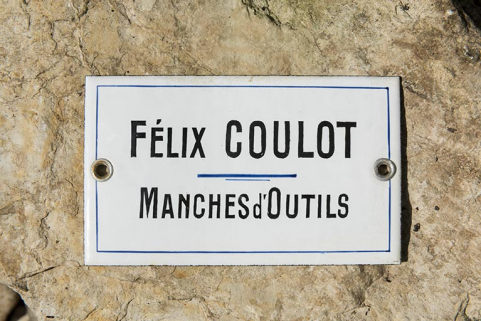 FÉLIX COULOT
MANCHES d'OUTILS